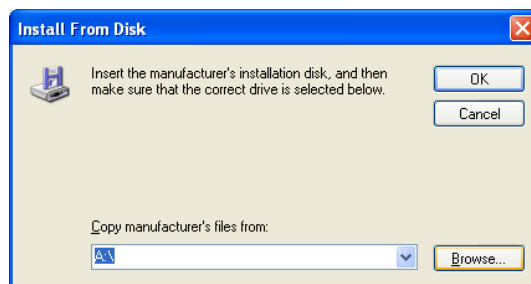 Install From Disk
Insert the manufacturer's installation disk, and then
make sure that the correct drive is selected below.
OK
Cancel
Copy manufacturer's files from:
A:\
Browse...